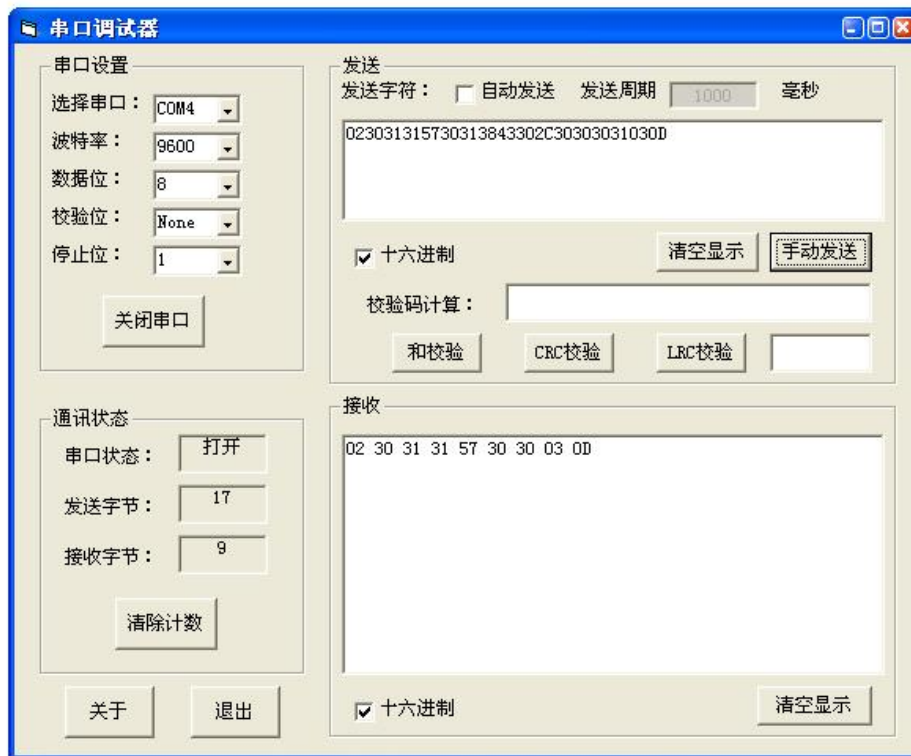 串口调试器
串口设置
选择串口： COM4
波特率： 9600
数据位： 8
校验位： None
停止位： 1
关闭串口
发送
发送字符： 自动发送 发送周期 1000 毫秒
023031315730313843302C30303031030D
十六进制 清空显示 手动发送
校验码计算：
和校验 CRC校验 LRC校验
通讯状态
串口状态： 打开
发送字节： 17
接收字节： 9
清除计数
关于 退出
接收
02 30 31 31 57 30 30 03 0D
十六进制 清空显示